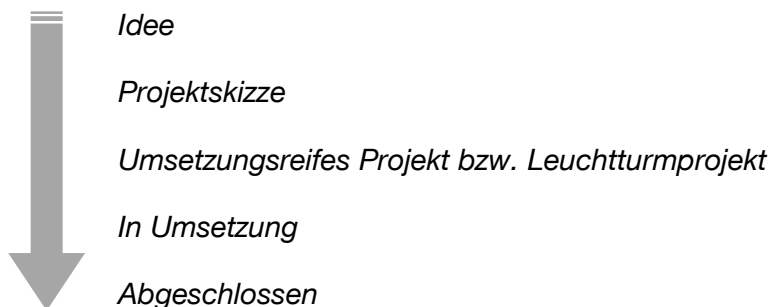 Idee
Projektskizze
Umsetzungsreifes Projekt bzw. Leuchtturmprojekt
In Umsetzung
Abgeschlossen